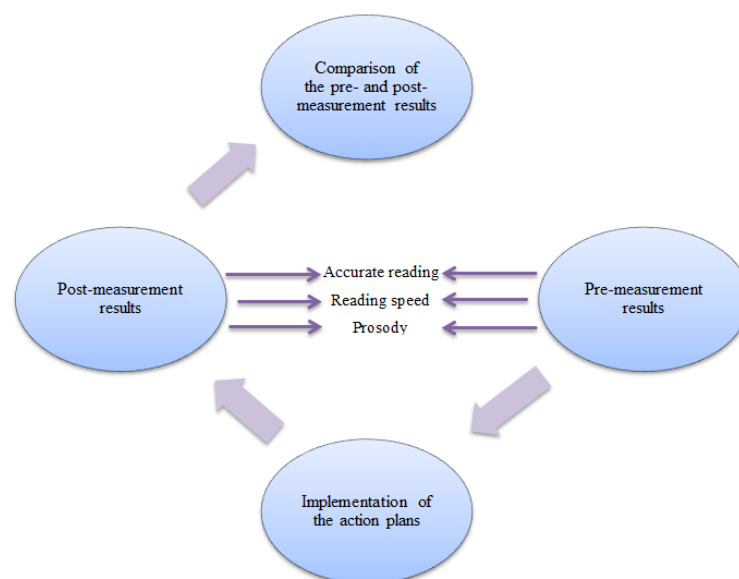 Comparison of
the pre- and post-
measurement results
Post-measurement
results
Accurate reading
Reading speed
Prosody
Pre-measurement
results
Implementation of
the action plans